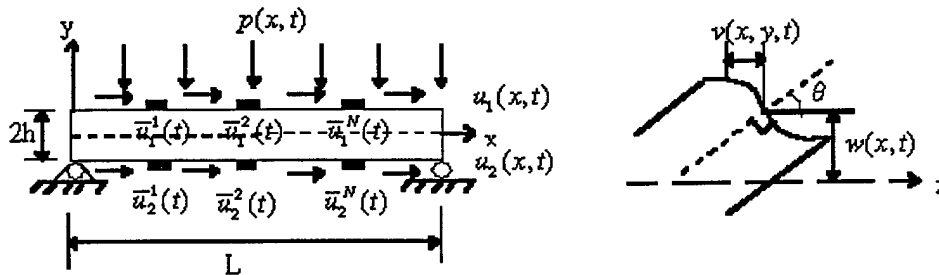 p(x,t)
y
u₁(x,t)
2h
ū₁¹(t) ū₁²(t) ū₁ᴺ(t)
x
u₂(x,t)
ū₂¹(t) ū₂²(t) ū₂ᴺ(t)
L
v(x, y,t)
θ
w(x,t)